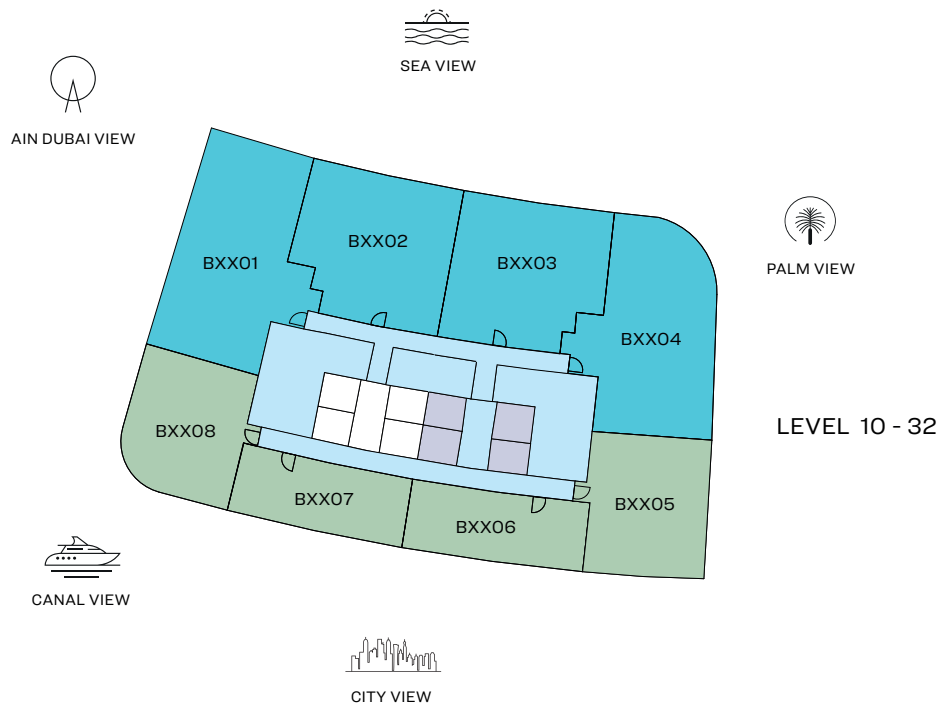 SEA VIEW
AIN DUBAI VIEW
PALM VIEW
BXX01
BXX02
BXX03
BXX04
LEVEL 10 - 32
BXX08
BXX07
BXX06
BXX05
CANAL VIEW
CITY VIEW